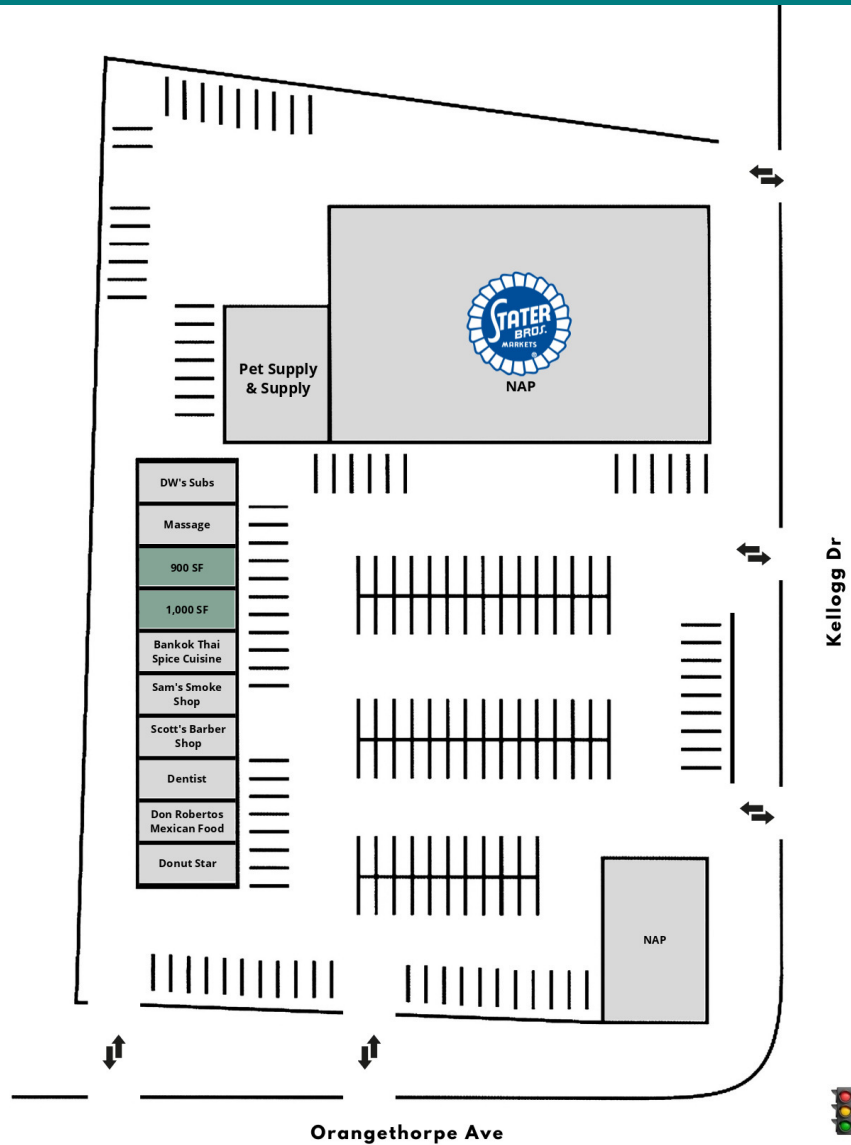 STATER
BROS.
MARKETS
®
NAP
Pet Supply
& Supply
DW's Subs
Massage
900 SF
1,000 SF
Bankok Thai
Spice Cuisine
Sam's Smoke
Shop
Scott's Barber
Shop
Dentist
Don Robertos
Mexican Food
Donut Star
NAP
Kellogg Dr
Orangethorpe Ave